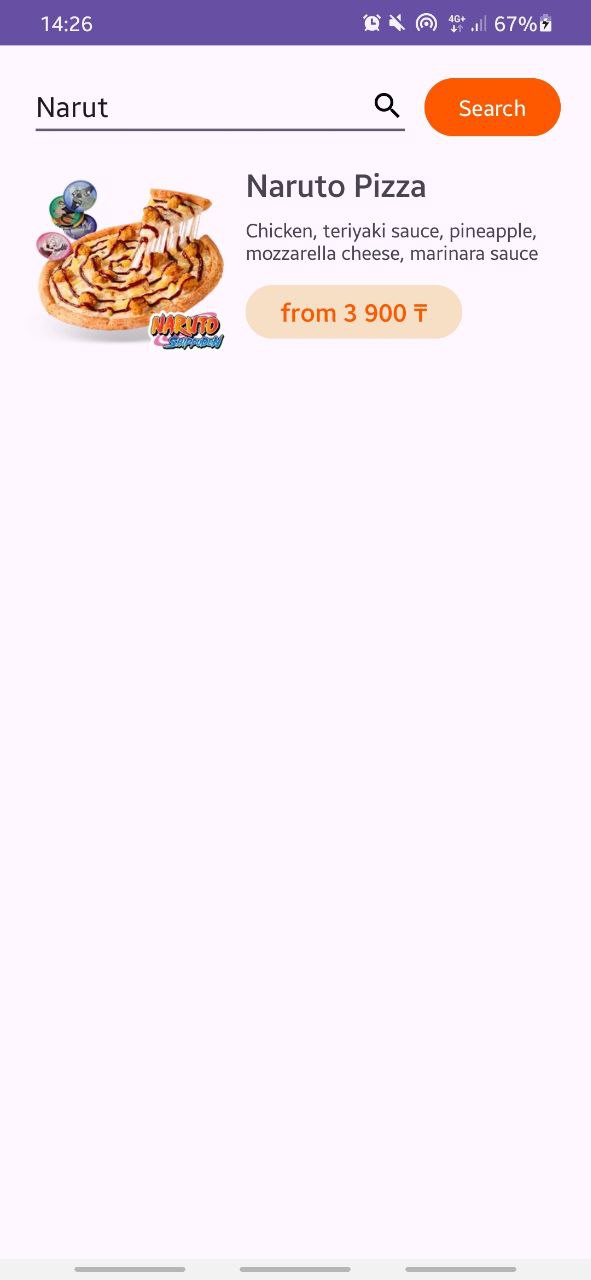 14:26
4G+
67%
Narut
Search
Naruto Pizza
Chicken, teriyaki sauce, pineapple,
mozzarella cheese, marinara sauce
from 3 900 ₸
NARUTO
SHIPPUDEN